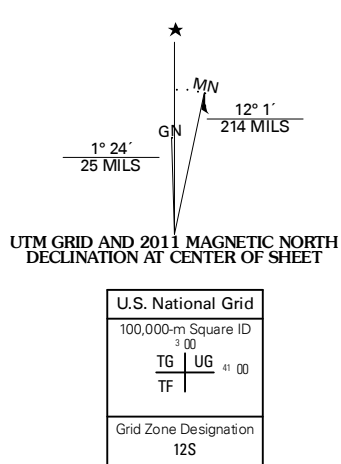 ★
MN
GN
12° 1´
214 MILS
1° 24´
25 MILS
UTM GRID AND 2011 MAGNETIC NORTH
DECLINATION AT CENTER OF SHEET
U.S. National Grid
100,000-m Square ID
3 00
TG UG 41 00
TF
Grid Zone Designation
12S